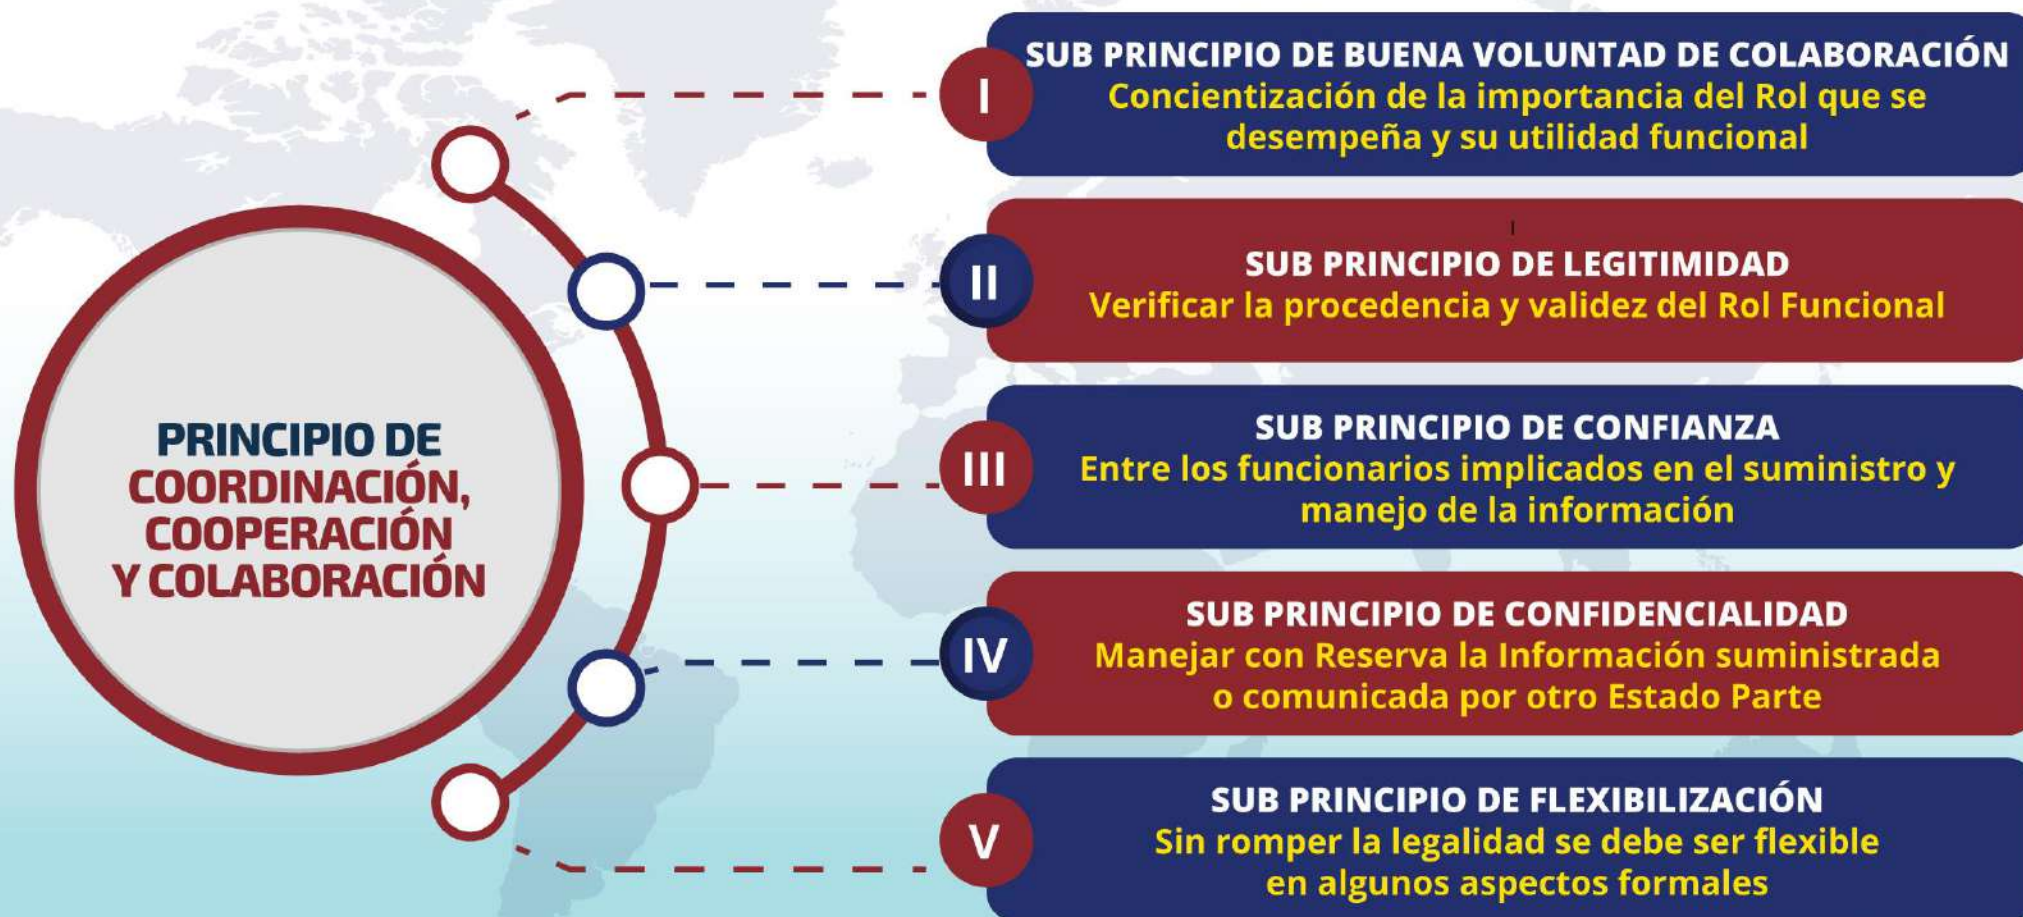 PRINCIPIO DE
COORDINACIÓN,
COOPERACIÓN
Y COLABORACIÓN
I
SUB PRINCIPIO DE BUENA VOLUNTAD DE COLABORACIÓN
Concientización de la importancia del Rol que se
desempeña y su utilidad funcional
II
SUB PRINCIPIO DE LEGITIMIDAD
Verificar la procedencia y validez del Rol Funcional
III
SUB PRINCIPIO DE CONFIANZA
Entre los funcionarios implicados en el suministro y
manejo de la información
IV
SUB PRINCIPIO DE CONFIDENCIALIDAD
Manejar con Reserva la Información suministrada
o comunicada por otro Estado Parte
V
SUB PRINCIPIO DE FLEXIBILIZACIÓN
Sin romper la legalidad se debe ser flexible
en algunos aspectos formales